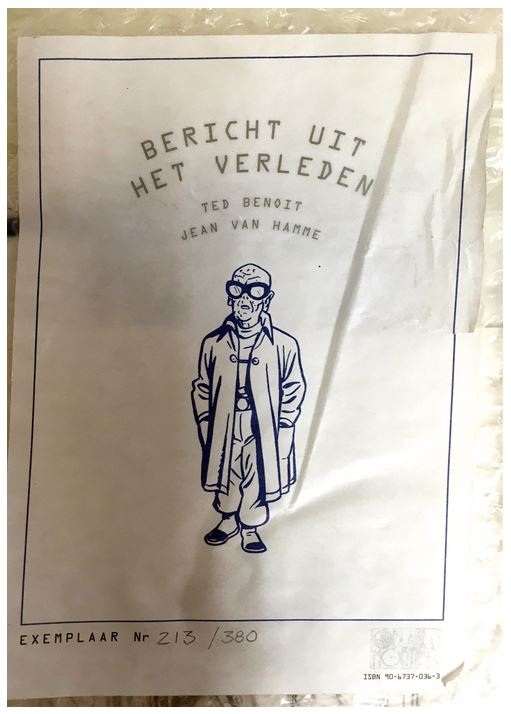 BERICHT UIT
HET VERLEDEN
TED BENOIT
JEAN VAN HAMME
EXEMPLAAR Nr 213 / 380
ISBN 90-6737-036-3